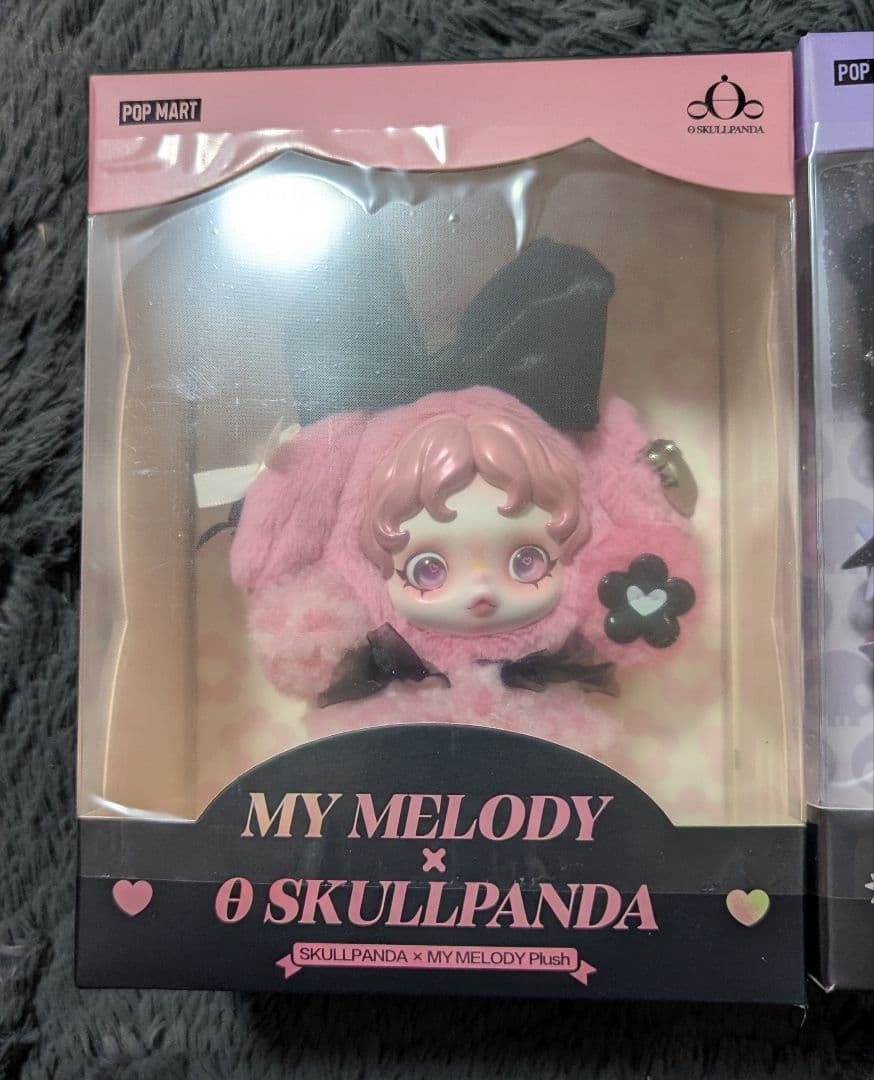 POP MART
Ѳ SKULLPANDA
POP
MY MELODY
×
Ѳ SKULLPANDA
SKULLPANDA × MY MELODY Plush